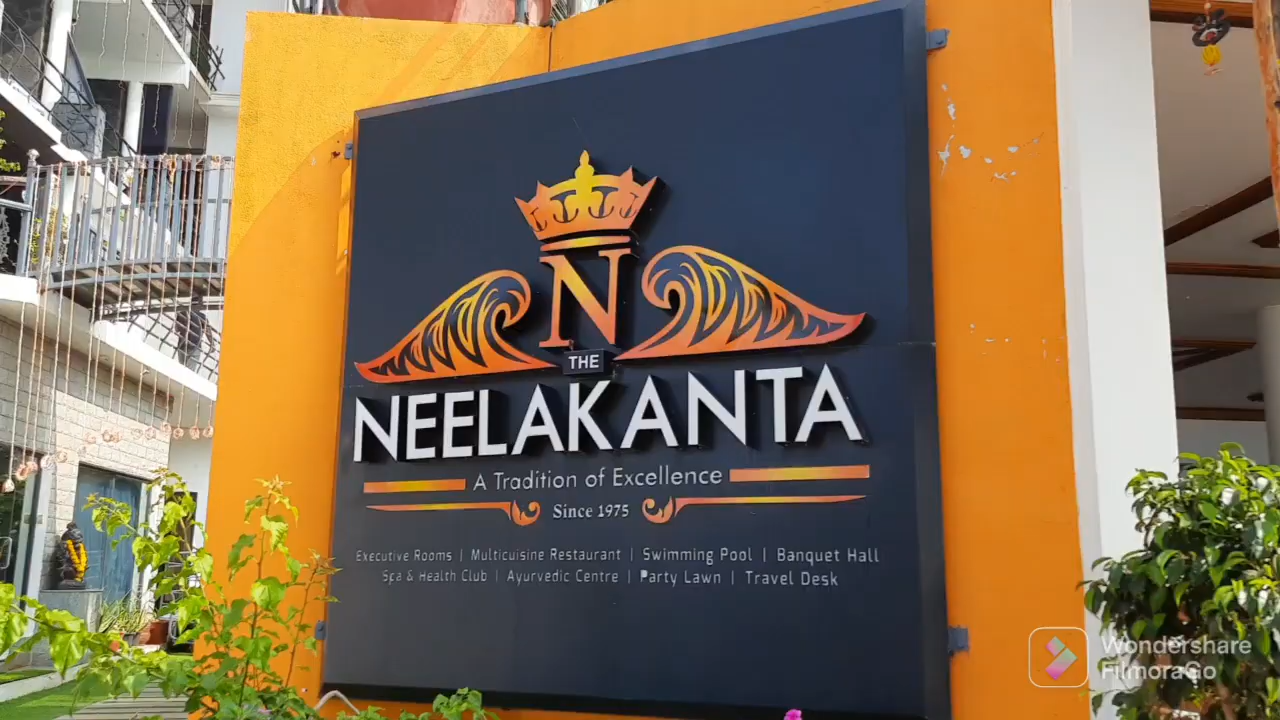 N
THE
NEELAKANTA
A Tradition of Excellence
Since 1975
Executive Rooms | Multicuisine Restaurant | Swimming Pool | Banquet Hall
Spa & Health Club | Ayurvedic Centre | Party Lawn | Travel Desk
Wondershare
FilmoraGo